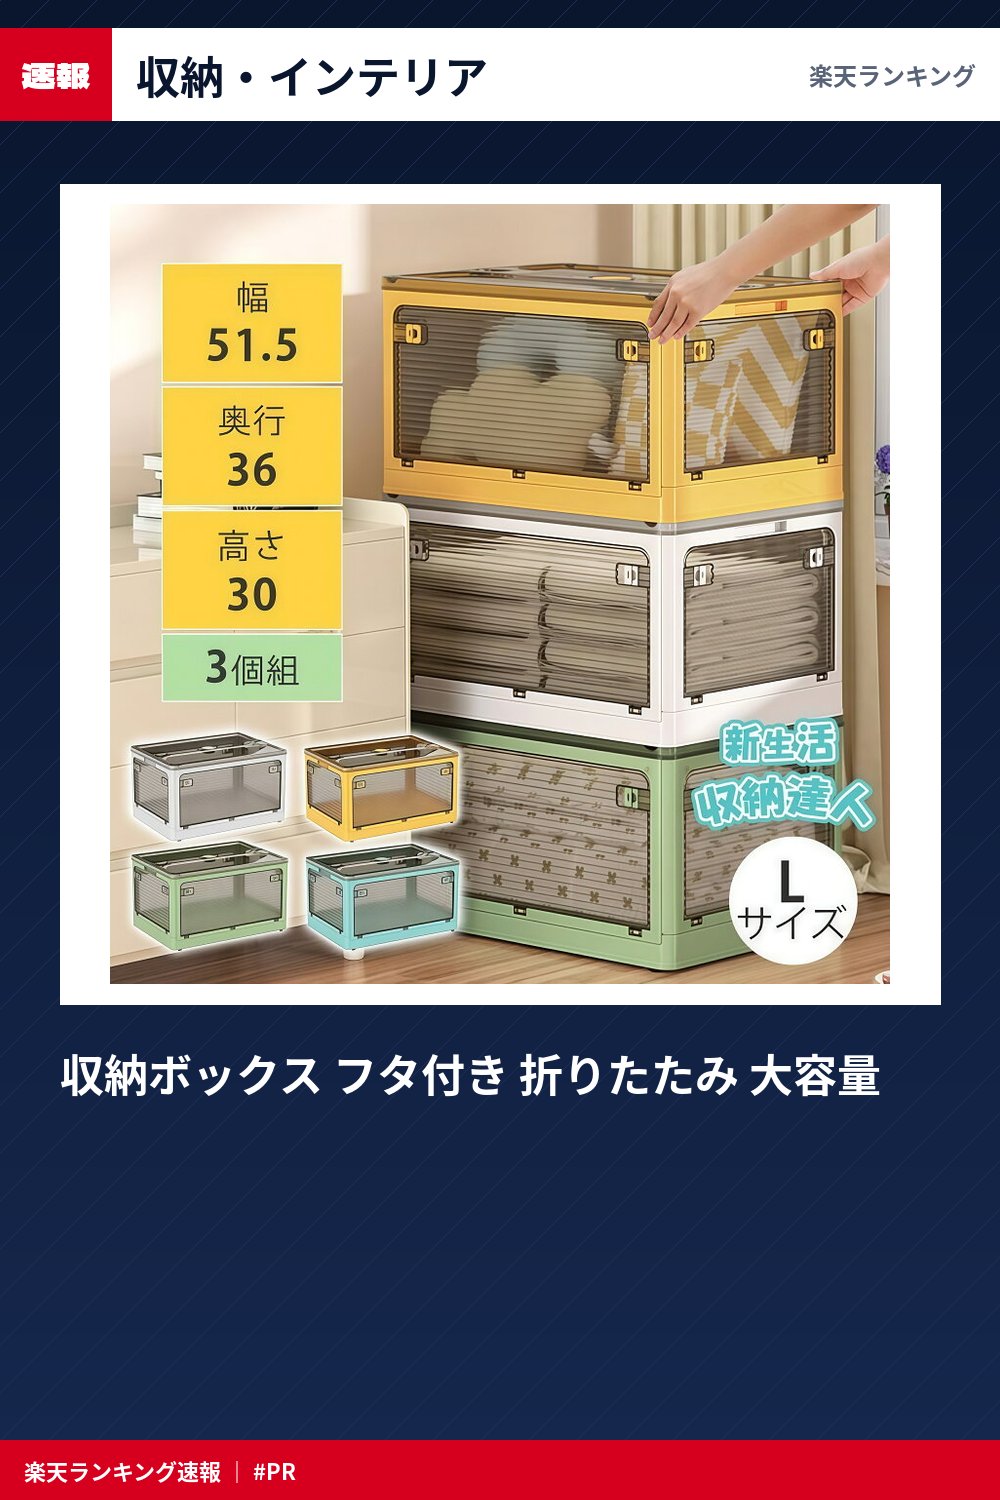 速報
収納・インテリア
楽天ランキング
幅
51.5
奥行
36
高さ
30
3個組
新生活
収納達人
L
サイズ
収納ボックス フタ付き 折りたたみ 大容量
楽天ランキング速報｜#PR